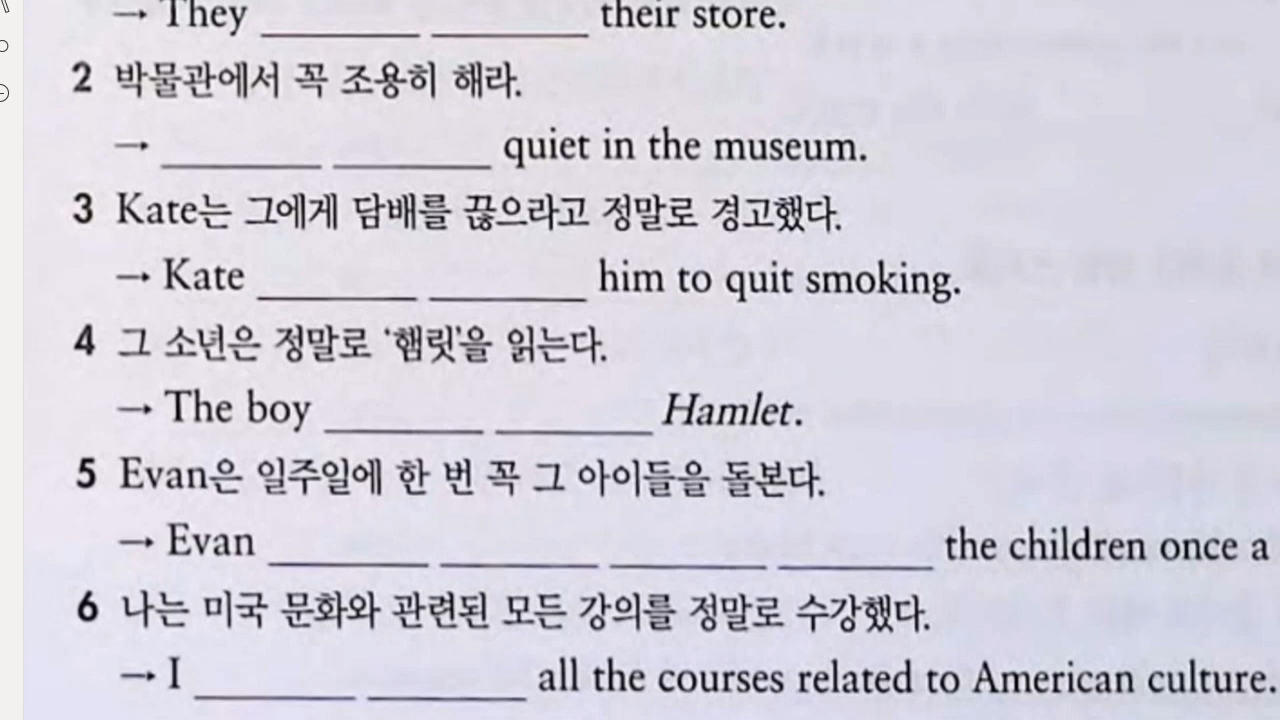 → They ________ ________ their store.
2 박물관에서 꼭 조용히 해라.
→ ________ ________ quiet in the museum.
3 Kate는 그에게 담배를 끊으라고 정말로 경고했다.
→ Kate ________ ________ him to quit smoking.
4 그 소년은 정말로 ‘햄릿’을 읽는다.
→ The boy ________ ________ Hamlet.
5 Evan은 일주일에 한 번 꼭 그 아이들을 돌본다.
→ Evan ________ ________ ________ ________ the children once a
6 나는 미국 문화와 관련된 모든 강의를 정말로 수강했다.
→ I ________ ________ all the courses related to American culture.